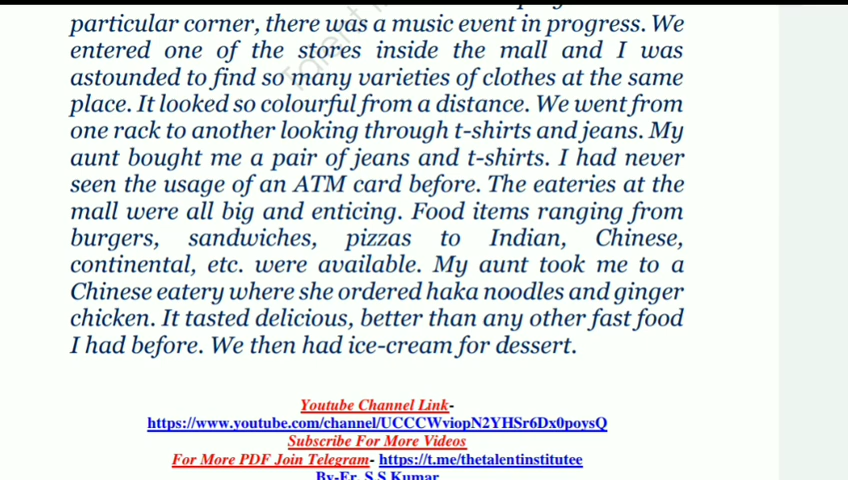 particular corner, there was a music event in progress. We
entered one of the stores inside the mall and I was
astounded to find so many varieties of clothes at the same
place. It looked so colourful from a distance. We went from
one rack to another looking through t-shirts and jeans. My
aunt bought me a pair of jeans and t-shirts. I had never
seen the usage of an ATM card before. The eateries at the
mall were all big and enticing. Food items ranging from
burgers, sandwiches, pizzas to Indian, Chinese,
continental, etc. were available. My aunt took me to a
Chinese eatery where she ordered haka noodles and ginger
chicken. It tasted delicious, better than any other fast food
I had before. We then had ice-cream for dessert.
Youtube Channel Link-
https://www.youtube.com/channel/UCCCWviopN2YHSr6Dx0poysQ
Subscribe For More Videos
For More PDF Join Telegram- https://t.me/thetalentinstitutee
By-Er. S.S Kumar